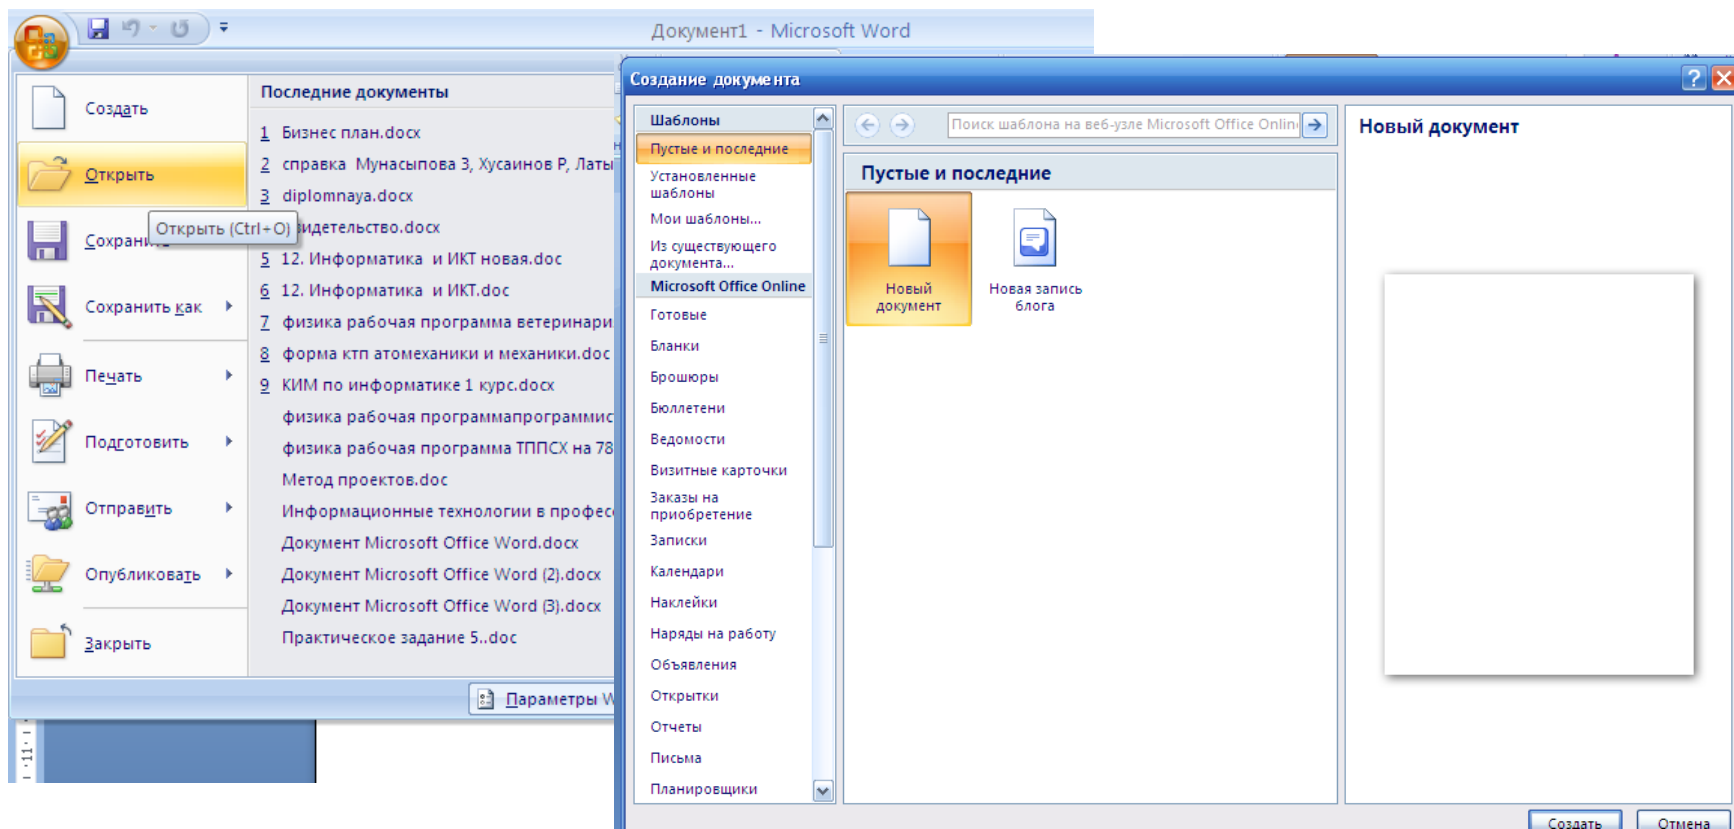 Документ1 - Microsoft Word
Создать
Открыть
Открыть (Ctrl+O)
Сохранить как
Печать
Подготовить
Отправить
Опубликовать
Закрыть
Последние документы
1 Бизнес план.docx
2 справка Мунасыпова З, Хусаинов Р, Латы
3 diplomnaya.docx
идетельство.docx
5 12. Информатика и ИКТ новая.doc
6 12. Информатика и ИКТ.doc
7 физика рабочая программа ветеринари
8 форма ктп атомеханики и механики.doc
9 КИМ по информатике 1 курс.docx
физика рабочая программапрограммис
физика рабочая программа ТППСХ на 78
Метод проектов.doc
Информационные технологии в професс
Документ Microsoft Office Word.docx
Документ Microsoft Office Word (2).docx
Документ Microsoft Office Word (3).docx
Практическое задание 5..doc
Параметры W
11
Создание документа
Шаблоны
Пустые и последние
Установленные
шаблоны
Мои шаблоны...
Из существующего
документа...
Microsoft Office Online
Готовые
Бланки
Брошюры
Бюллетени
Ведомости
Визитные карточки
Заказы на
приобретение
Записки
Календари
Наклейки
Наряды на работу
Объявления
Открытки
Отчеты
Письма
Планировщики
Поиск шаблона на веб-узле Microsoft Office Onlin
Пустые и последние
Новый
документ
Новая запись
блога
Новый документ
Создать
Отмена